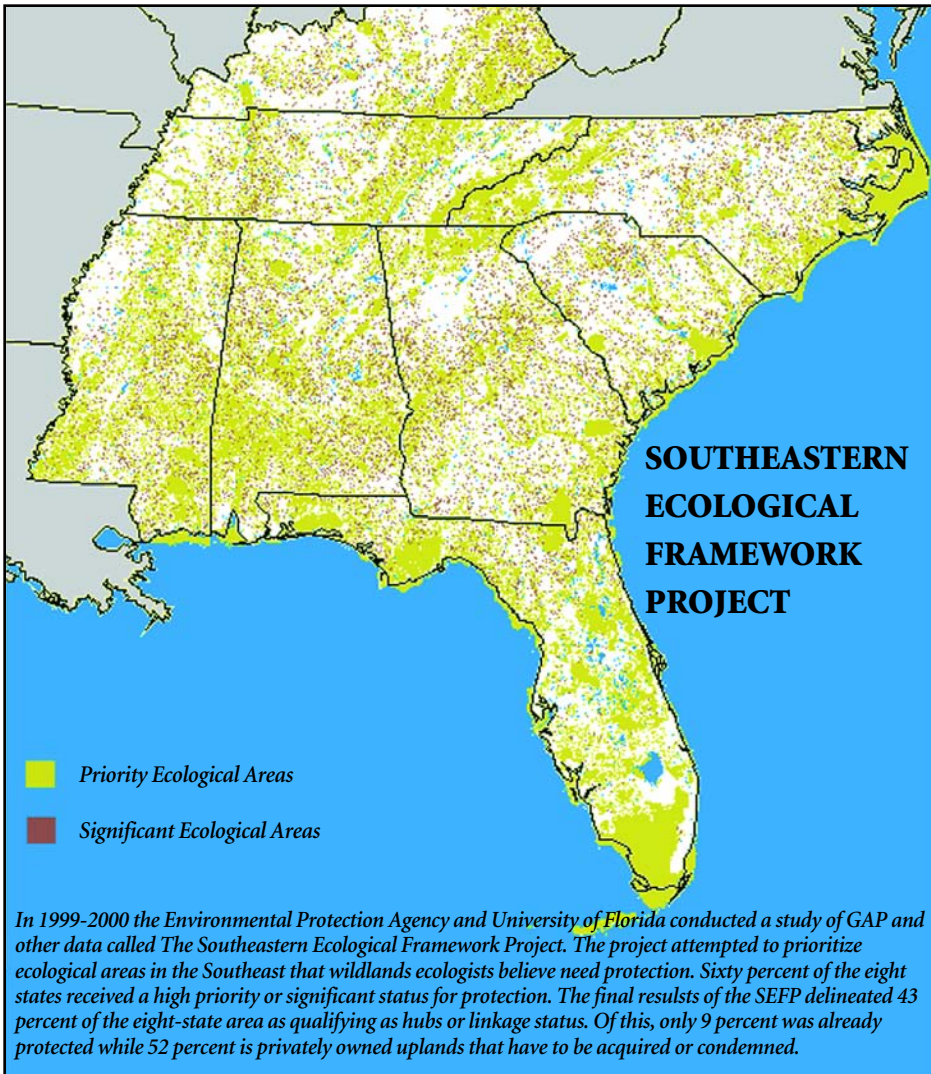 SOUTHEASTERN
ECOLOGICAL
FRAMEWORK
PROJECT
Priority Ecological Areas
Significant Ecological Areas
In 1999-2000 the Environmental Protection Agency and University of Florida conducted a study of GAP and
other data called The Southeastern Ecological Framework Project. The project attempted to prioritize
ecological areas in the Southeast that wildlands ecologists believe need protection. Sixty percent of the eight
states received a high priority or significant status for protection. The final resulsts of the SEFP delineated 43
percent of the eight-state area as qualifying as hubs or linkage status. Of this, only 9 percent was already
protected while 52 percent is privately owned uplands that have to be acquired or condemned.